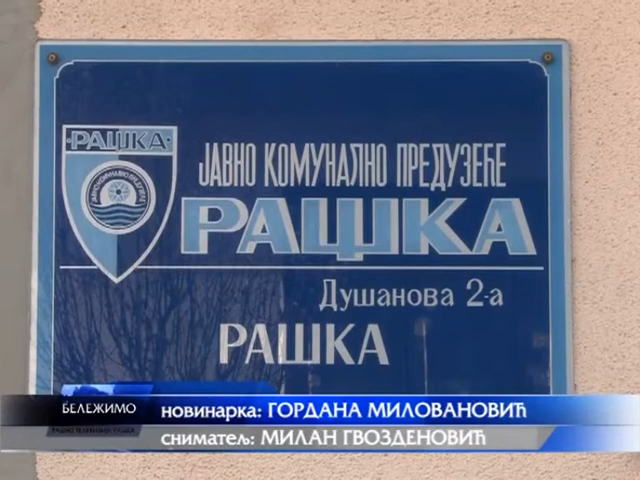 ·РАШКА·
ЈАВНО КОМУНАЛНО ПРЕДУЗЕЋЕ
РАШКА
Душанова 2-а
РАШКА
БЕЛЕЖИМО
новинарка: ГОРДАНА МИЛОВАНОВИЋ
сниматељ: МИЛАН ГВОЗДЕНОВИЋ